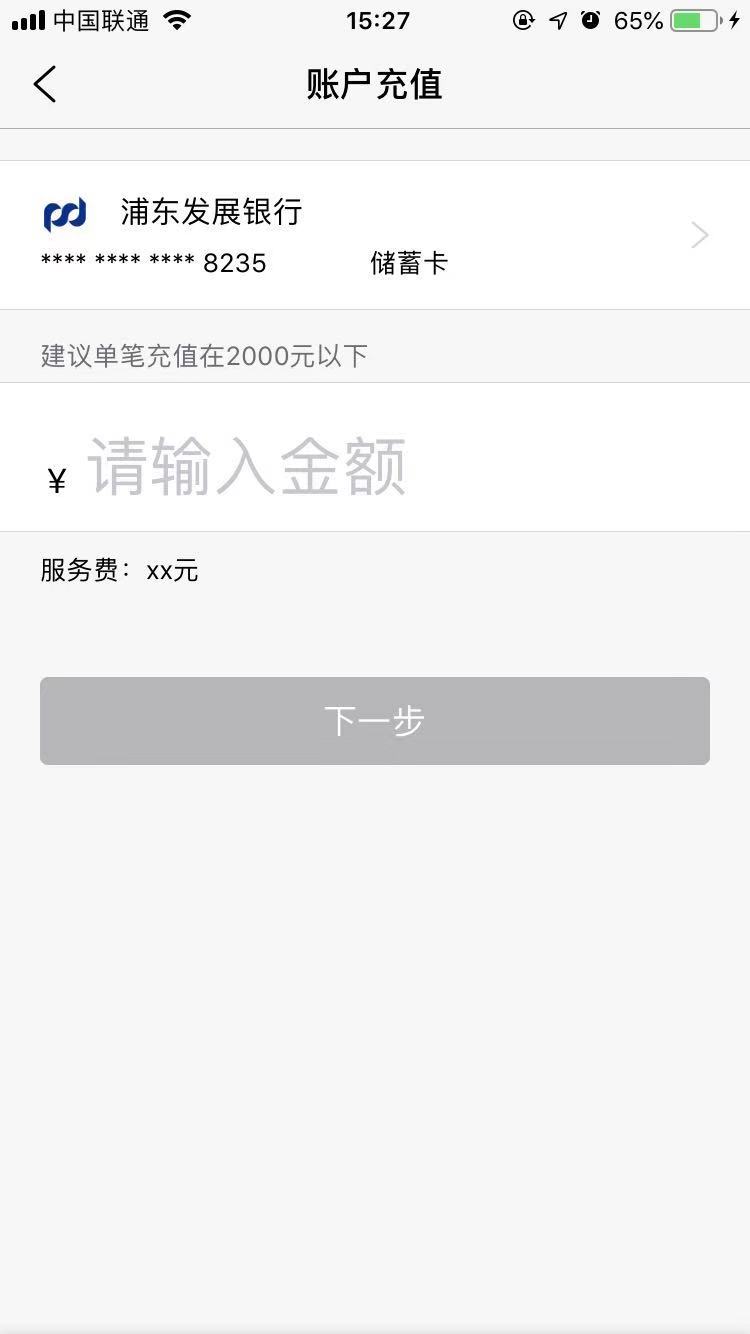 中国联通 15:27 65%
账户充值
浦东发展银行
**** **** **** 8235 储蓄卡
建议单笔充值在2000元以下
¥ 请输入金额
服务费：xx元
下一步